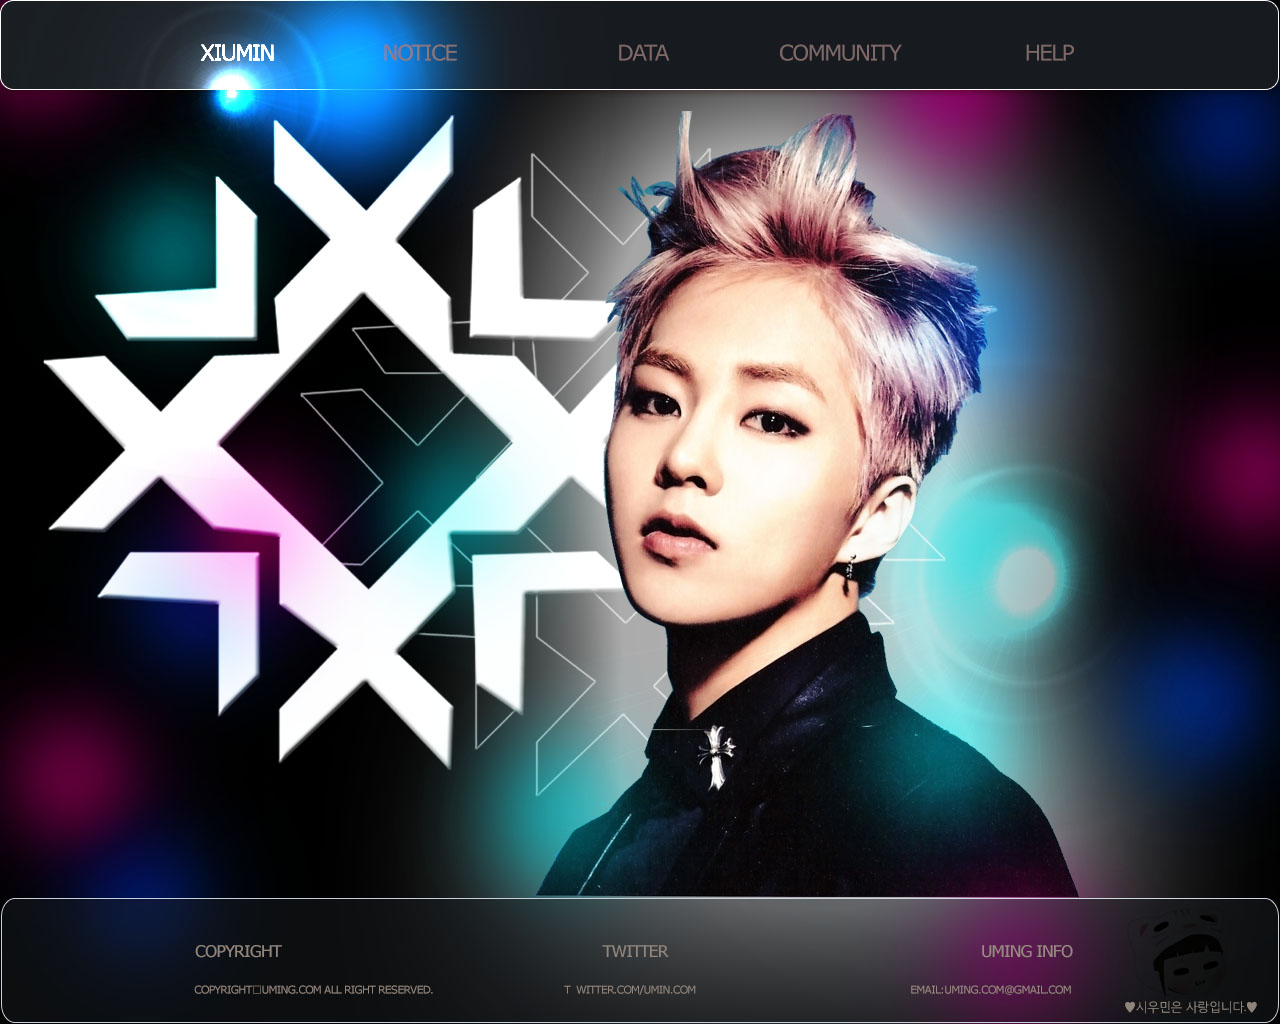 XIUMIN NOTICE DATA COMMUNITY HELP
COPYRIGHT TWITTER UMING INFO
COPYRIGHT□UMING.COM ALL RIGHT RESERVED. T WITTER.COM/UMIN.COM EMAIL:UMING.COM@GMAIL.COM
♥시우민은 사랑입니다.♥